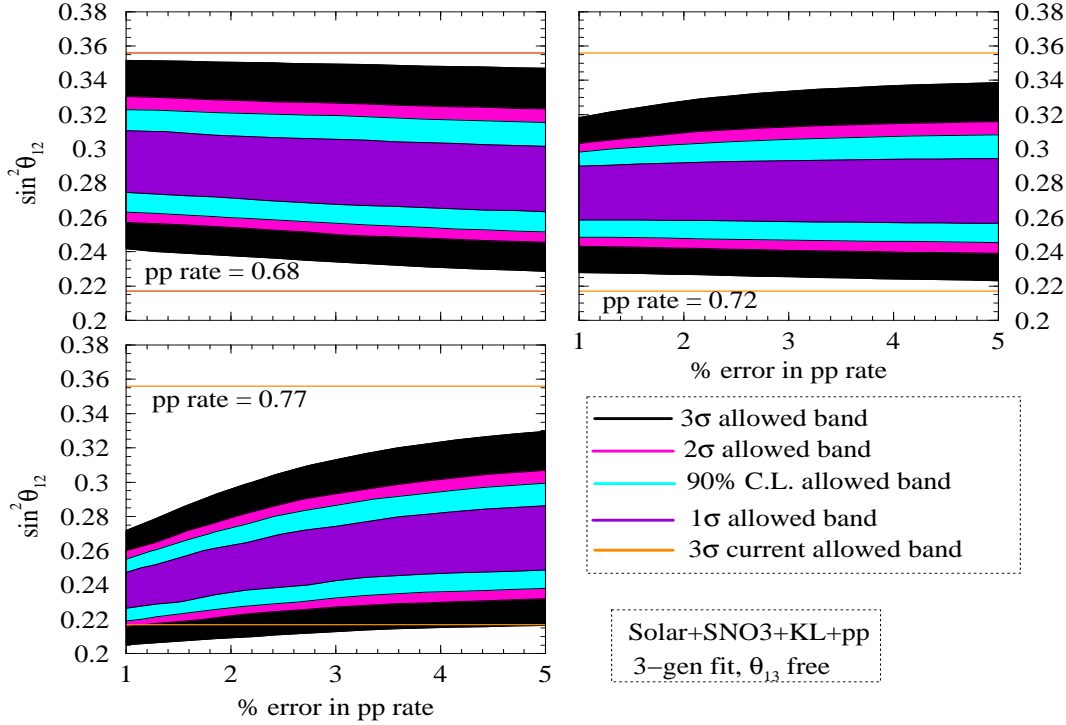 0.38
0.36
0.34
0.32
0.3
0.28
0.26
0.24
0.22
0.2
sin²θ₁₂
pp rate = 0.68
0.38
0.36
0.34
0.32
0.3
0.28
0.26
0.24
0.22
0.2
pp rate = 0.72
1 2 3 4 5
% error in pp rate
0.38
0.36
0.34
0.32
0.3
0.28
0.26
0.24
0.22
0.2
sin²θ₁₂
pp rate = 0.77
1 2 3 4 5
% error in pp rate
3σ allowed band
2σ allowed band
90% C.L. allowed band
1σ allowed band
3σ current allowed band
Solar+SNO3+KL+pp
3−gen fit, θ₁₃ free